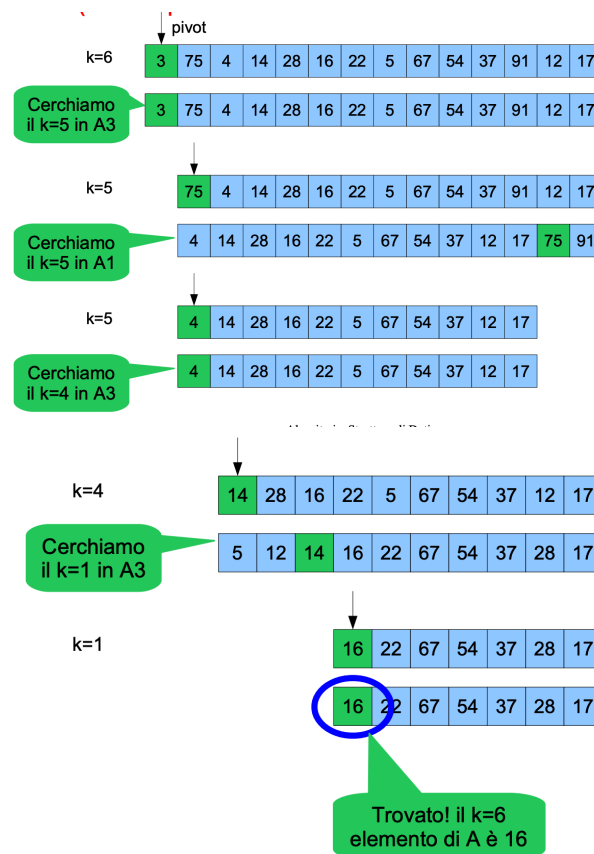 pivot
k=6 3 75 4 14 28 16 22 5 67 54 37 91 12 17
Cerchiamo
il k=5 in A3
3 75 4 14 28 16 22 5 67 54 37 91 12 17
k=5 75 4 14 28 16 22 5 67 54 37 91 12 17
Cerchiamo
il k=5 in A1
4 14 28 16 22 5 67 54 37 12 17 75 91
k=5 4 14 28 16 22 5 67 54 37 12 17
Cerchiamo
il k=4 in A3
4 14 28 16 22 5 67 54 37 12 17
k=4 14 28 16 22 5 67 54 37 12 17
Cerchiamo
il k=1 in A3
5 12 14 16 22 67 54 37 28 17
k=1 16 22 67 54 37 28 17
16 22 67 54 37 28 17
Trovato! il k=6
elemento di A è 16